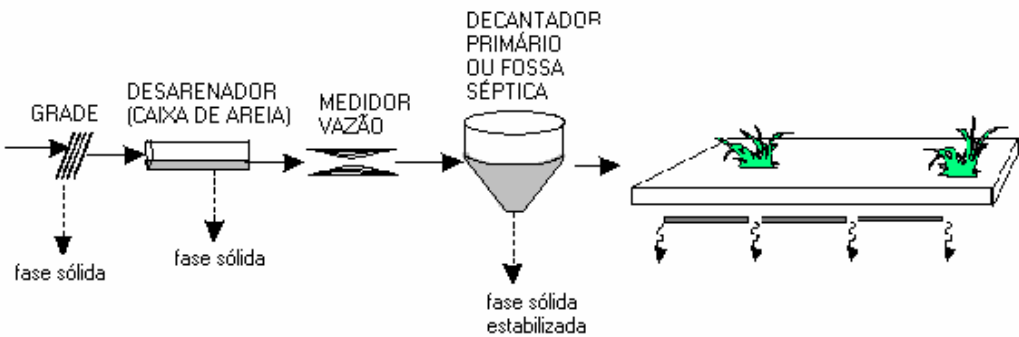 GRADE
DESARENADOR
(CAIXA DE AREIA)
MEDIDOR
VAZÃO
DECANTADOR
PRIMÁRIO
OU FOSSA
SÉPTICA
fase sólida
fase sólida
fase sólida
estabilizada